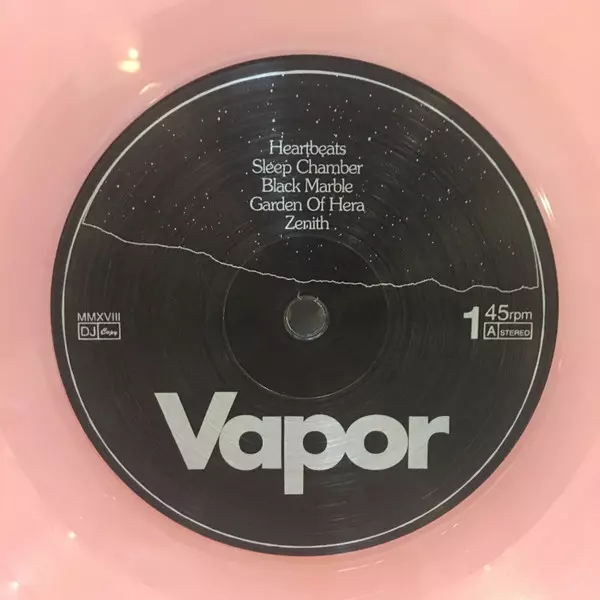 Heartbeats
Sleep Chamber
Black Marble
Garden Of Hera
Zenith
MMXVIII
DJ Copy
1 45rpm
A STEREO
Vapor